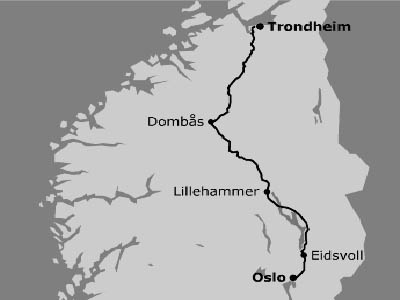 Trondheim
Dombås
Lillehammer
Eidsvoll
Oslo